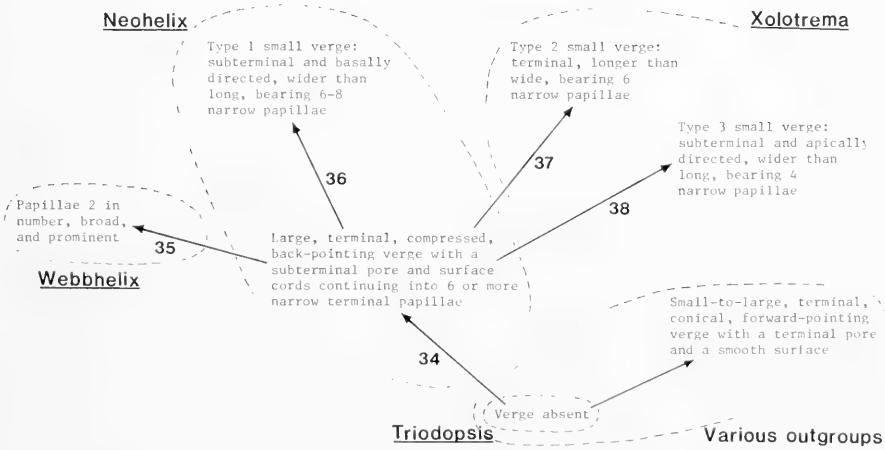 Neohelix
Xolotrema
Type 1 small verge:
subterminal and basally
directed, wider than
long, bearing 6-8
narrow papillae
Type 2 small verge:
terminal, longer than
wide, bearing 6
narrow papillae
Type 3 small verge:
subterminal and apically
directed, wider than
long, bearing 4
narrow papillae
36
37
38
Papillae 2 in
number, broad,
and prominent
35
Webbhelix
Large, terminal, compressed,
back-pointing verge with a
subterminal pore and surface
cords continuing into 6 or more
narrow terminal papillae
Small-to-large, terminal,
conical, forward-pointing
verge with a terminal pore
and a smooth surface
34
Verge absent
Triodopsis
Various outgroups